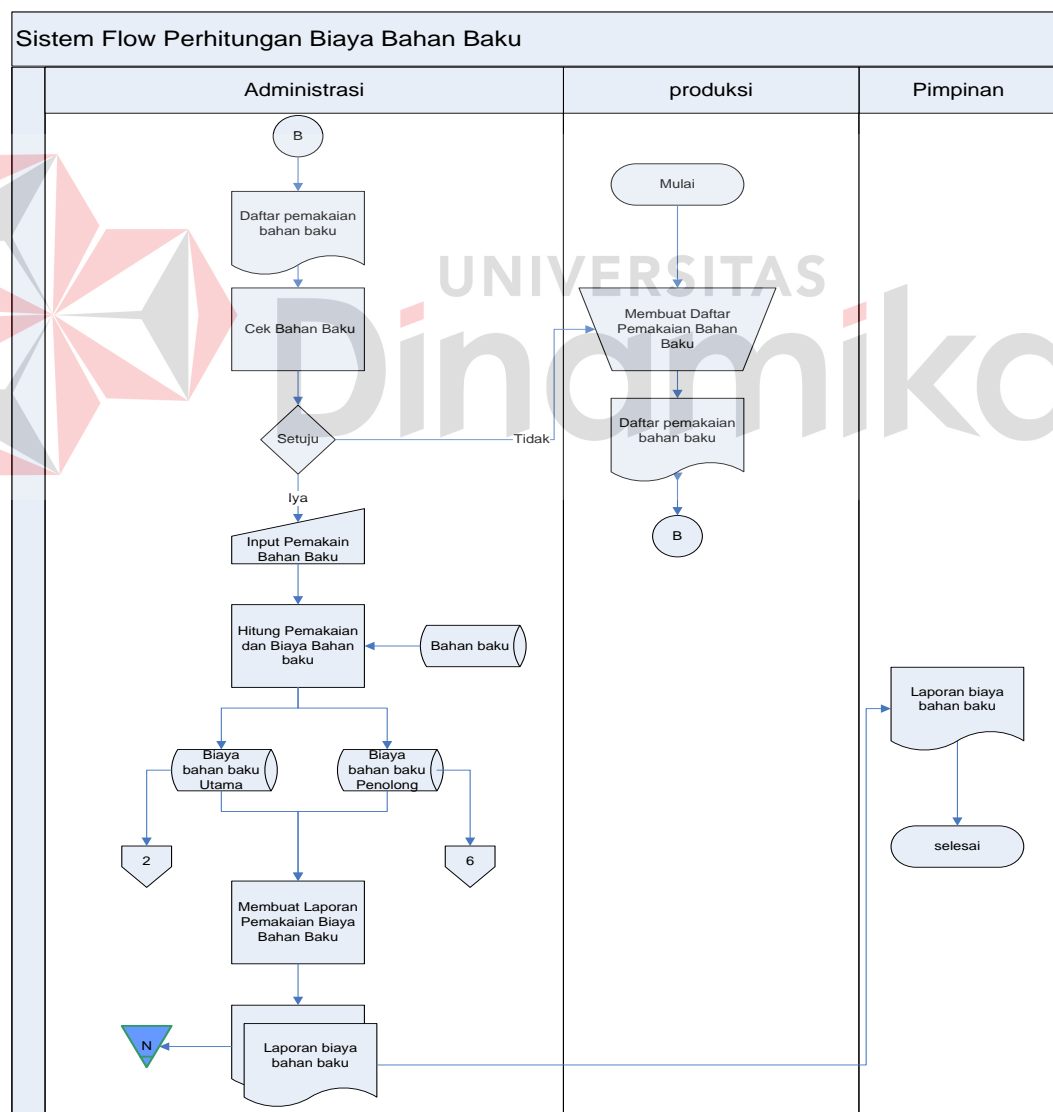 Sistem Flow Perhitungan Biaya Bahan Baku
Administrasi
produksi
Pimpinan
B
Daftar pemakaian
bahan baku
Cek Bahan Baku
Setuju
Tidak
Iya
Input Pemakain
Bahan Baku
Hitung Pemakaian
dan Biaya Bahan
baku
Bahan baku
Biaya
bahan baku
Utama
Biaya
bahan baku
Penolong
2
6
Membuat Laporan
Pemakaian Biaya
Bahan Baku
N
Laporan biaya
bahan baku
Mulai
Membuat Daftar
Pemakaian Bahan
Baku
Daftar pemakaian
bahan baku
B
Laporan biaya
bahan baku
selesai
UNIVERSITAS
Dinamika